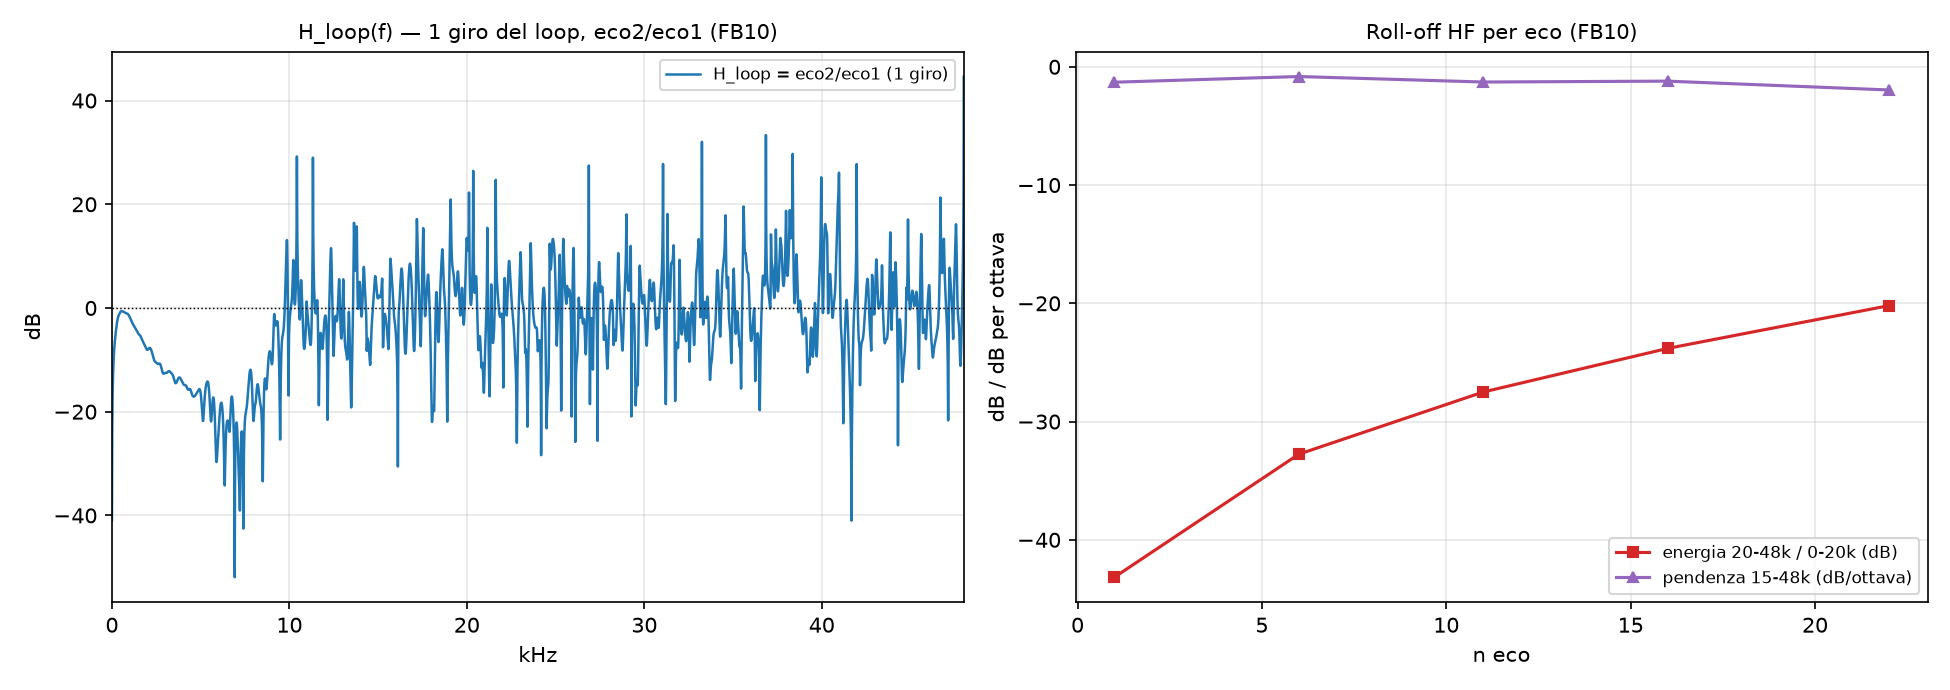 H_loop(f) — 1 giro del loop, eco2/eco1 (FB10)
H_loop = eco2/eco1 (1 giro)
dB
40
20
0
−20
−40
0
10
20
30
40
kHz
Roll-off HF per eco (FB10)
dB / dB per ottava
0
−10
−20
−30
−40
energia 20-48k / 0-20k (dB)
pendenza 15-48k (dB/ottava)
0
5
10
15
20
n eco